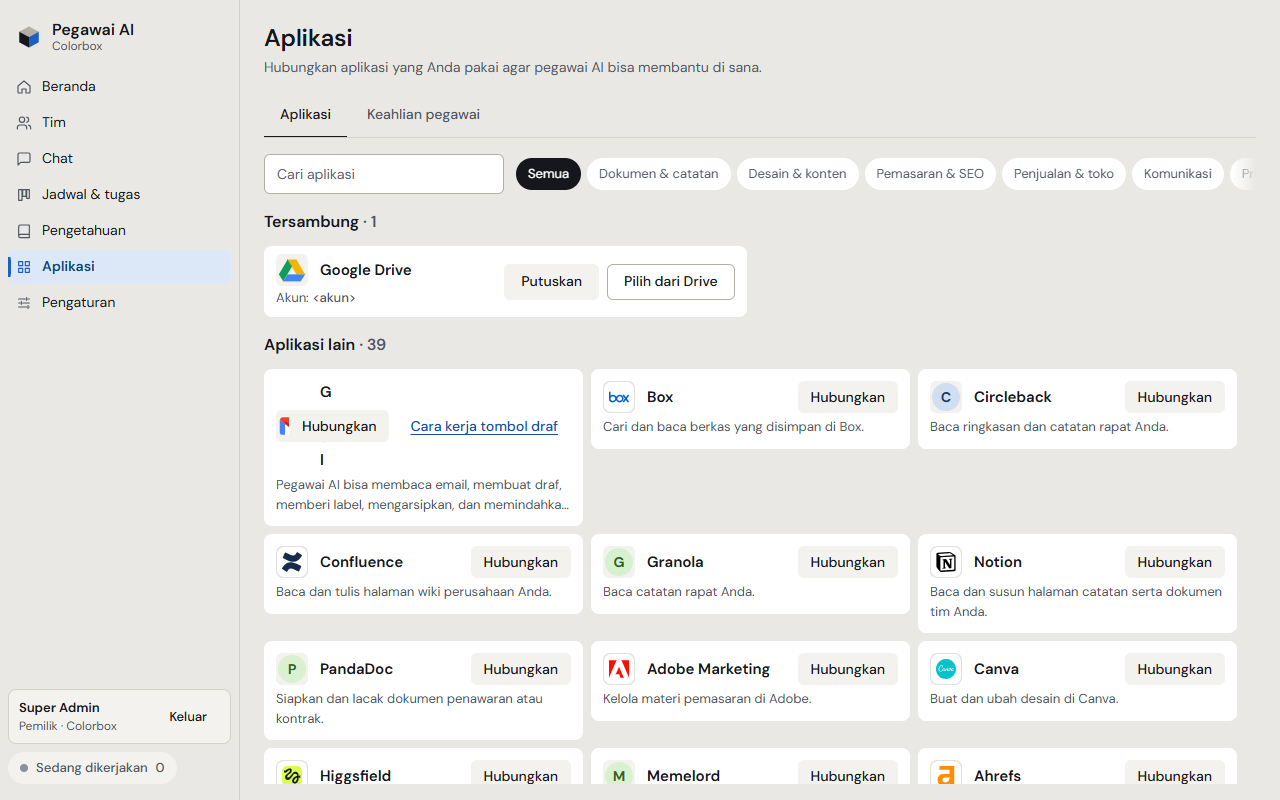 Pegawai AI
Colorbox
Beranda
Tim
Chat
Jadwal & tugas
Pengetahuan
Aplikasi
Pengaturan
Super Admin
Pemilik · Colorbox
Keluar
Sedang dikerjakan 0
Aplikasi
Hubungkan aplikasi yang Anda pakai agar pegawai AI bisa membantu di sana.
Aplikasi
Keahlian pegawai
Cari aplikasi
Semua
Dokumen & catatan
Desain & konten
Pemasaran & SEO
Penjualan & toko
Komunikasi
Tersambung · 1
Google Drive
Akun: <akun>
Putuskan
Pilih dari Drive
Aplikasi lain · 39
G
Hubungkan
Cara kerja tombol draf
l
Pegawai AI bisa membaca email, membuat draf,
memberi label, mengarsipkan, dan memindahka...
box
Box
Hubungkan
Cari dan baca berkas yang disimpan di Box.
C
Circleback
Hubungkan
Baca ringkasan dan catatan rapat Anda.
Confluence
Hubungkan
Baca dan tulis halaman wiki perusahaan Anda.
G
Granola
Hubungkan
Baca catatan rapat Anda.
Notion
Hubungkan
Baca dan susun halaman catatan serta dokumen
tim Anda.
P
PandaDoc
Hubungkan
Siapkan dan lacak dokumen penawaran atau
kontrak.
Adobe Marketing
Hubungkan
Kelola materi pemasaran di Adobe.
Canva
Canva
Hubungkan
Buat dan ubah desain di Canva.
Higgsfield
Hubungkan
M
Memelord
Hubungkan
a
Ahrefs
Hubungkan